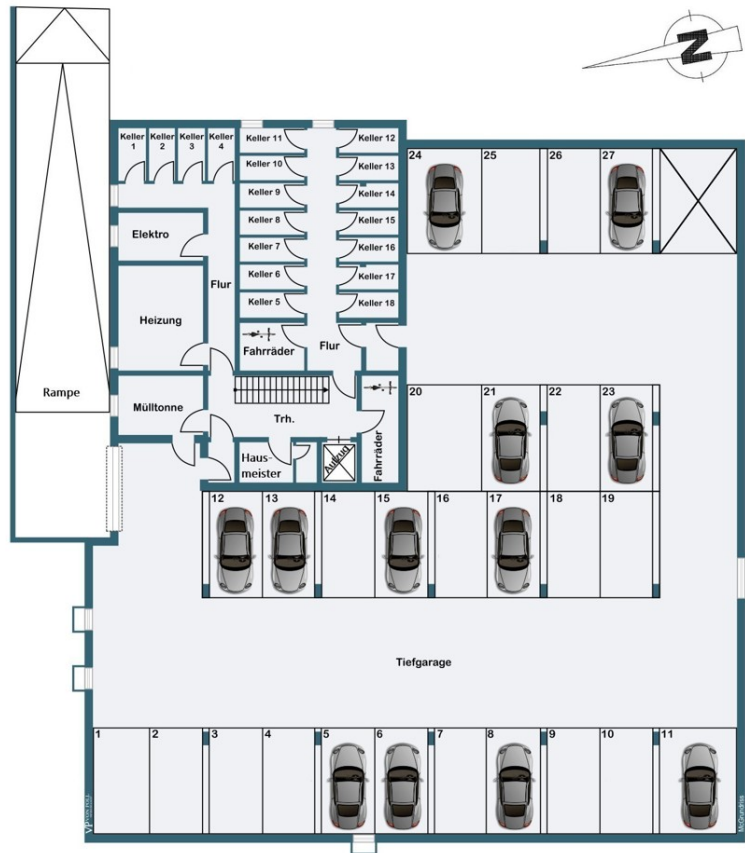 N
Keller
1
Keller
2
Keller
3
Keller
4
Keller 11
Keller 12
Keller 10
Keller 13
Keller 9
Keller 14
Keller 8
Keller 15
Keller 7
Keller 16
Keller 6
Keller 17
Keller 5
Keller 18
24
25
26
27
Elektro
Flur
Heizung
Fahrräder
Flur
Rampe
Mülltonne
Trh.
20
21
22
23
Haus-
meister
Aufzug
Fahrräder
12
13
14
15
16
17
18
19
Tiefgarage
1
2
3
4
5
6
7
8
9
10
11
VP VON POLL
McGrundriss